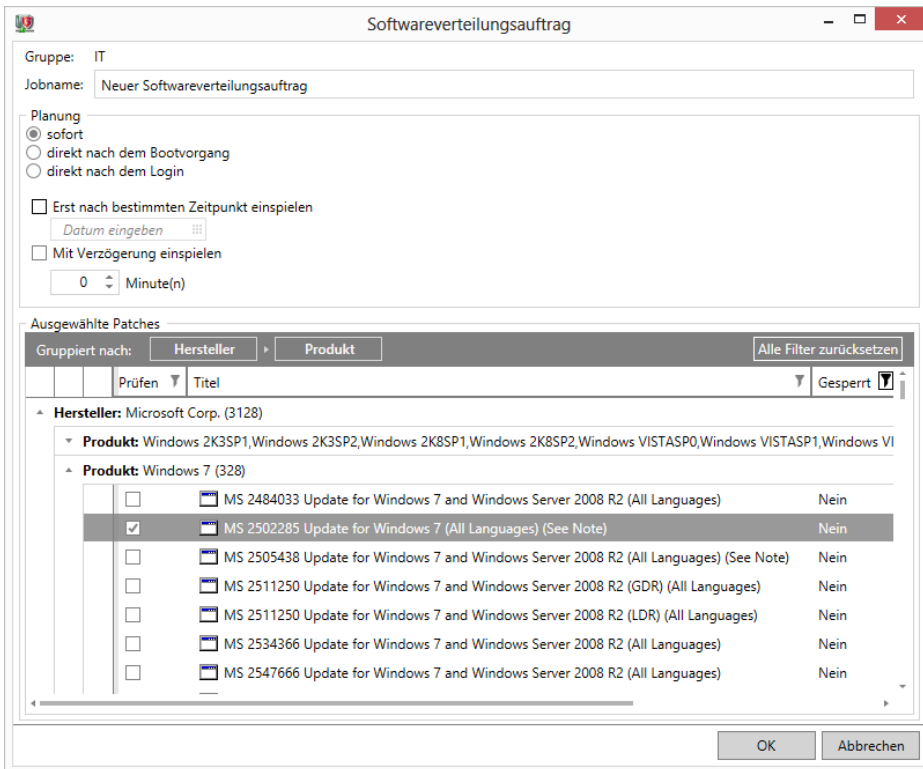 Softwareverteilungsauftrag
Gruppe: IT
Jobname: Neuer Softwareverteilungsauftrag
Planung
sofort
direkt nach dem Bootvorgang
direkt nach dem Login
Erst nach bestimmten Zeitpunkt einspielen
Datum eingeben
Mit Verzögerung einspielen
0 Minute(n)
Ausgewählte Patches
Gruppiert nach: Hersteller Produkt Alle Filter zurücksetzen
Prüfen Titel Gesperrt
Hersteller: Microsoft Corp. (3128)
Produkt: Windows 2K3SP1,Windows 2K3SP2,Windows 2K8SP1,Windows 2K8SP2,Windows VISTASP0,Windows VISTASP1,Windows VI
Produkt: Windows 7 (328)
MS 2484033 Update for Windows 7 and Windows Server 2008 R2 (All Languages) Nein
MS 2502285 Update for Windows 7 (All Languages) (See Note) Nein
MS 2505438 Update for Windows 7 and Windows Server 2008 R2 (All Languages) (See Note) Nein
MS 2511250 Update for Windows 7 and Windows Server 2008 R2 (GDR) (All Languages) Nein
MS 2511250 Update for Windows 7 and Windows Server 2008 R2 (LDR) (All Languages) Nein
MS 2534366 Update for Windows 7 and Windows Server 2008 R2 (All Languages) Nein
MS 2547666 Update for Windows 7 and Windows Server 2008 R2 (All Languages) Nein
OK Abbrechen